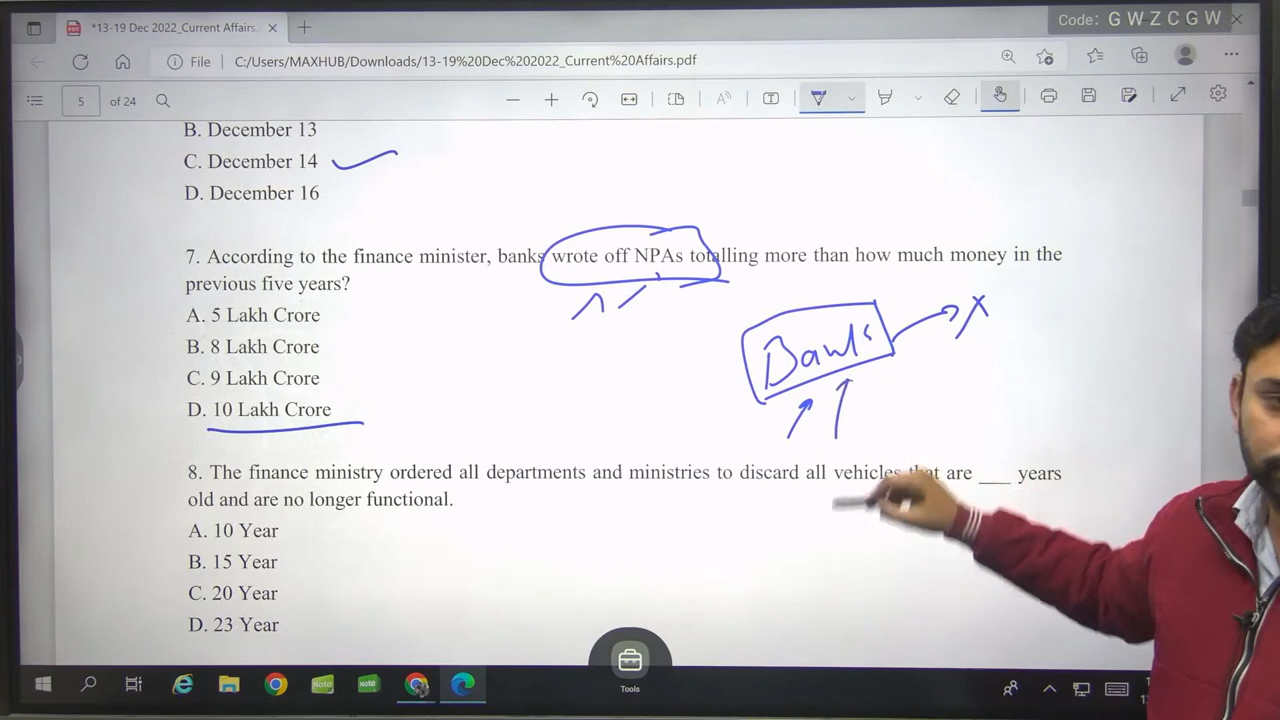 *13-19 Dec 2022_Current Affairs.
Code: G W Z C G W
File C:/Users/MAXHUB/Downloads/13-19%20Dec%202022_Current%20Affairs.pdf
5 of 24
B. December 13
C. December 14
D. December 16
7. According to the finance minister, banks wrote off NPAs totalling more than how much money in the
previous five years?
A. 5 Lakh Crore
B. 8 Lakh Crore
C. 9 Lakh Crore
D. 10 Lakh Crore
Banks
8. The finance ministry ordered all departments and ministries to discard all vehicles that are ___ years
old and are no longer functional.
A. 10 Year
B. 15 Year
C. 20 Year
D. 23 Year
Tools
Note
Note